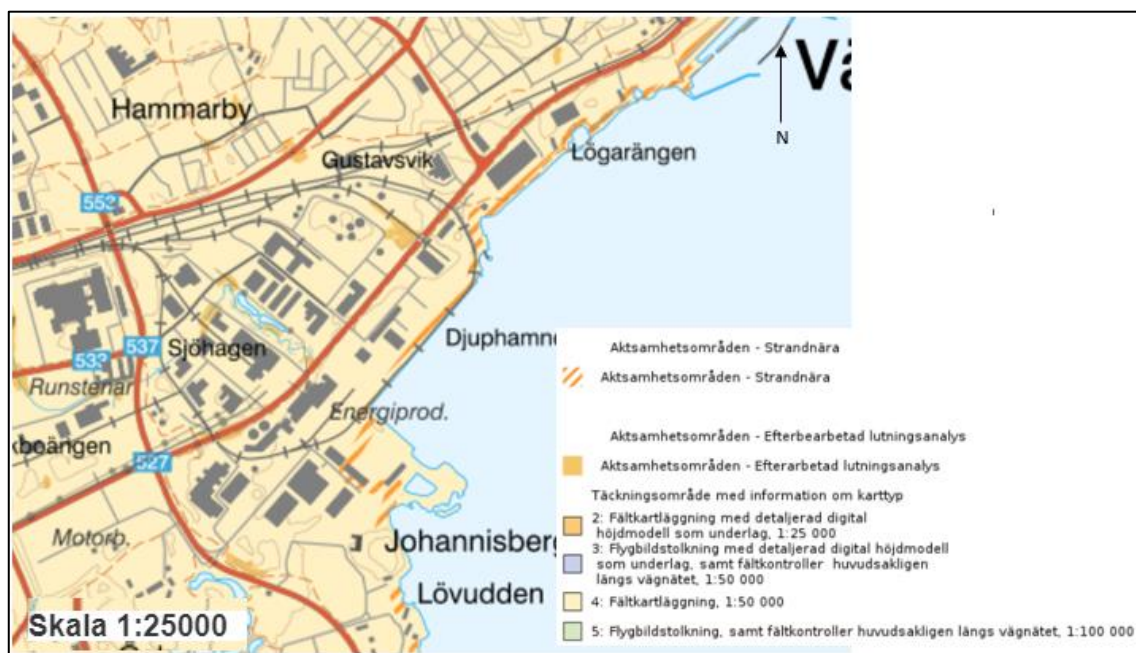 Vä
N
Hammarby
Gustavsvik
Lögarängen
553
537
533
Sjöhagen
Runstenar
Djuphamne
Energiprod.
kboängen
527
Motorb.
Johannisberg
Lövudden
Skala 1:25000
Aktsamhetsområden - Strandnära
Aktsamhetsområden - Strandnära
Aktsamhetsområden - Efterbearbetad lutningsanalys
Aktsamhetsområden - Efterarbetad lutningsanalys
Täckningsområde med information om karttyp
2: Fältkartläggning med detaljerad digital
höjdmodell som underlag, 1:25 000
3: Flygbildstolkning med detaljerad digital höjdmodell
som underlag, samt fältkontroller huvudsakligen
längs vägnätet, 1:50 000
4: Fältkartläggning, 1:50 000
5: Flygbildstolkning, samt fältkontroller huvudsakligen längs vägnätet, 1:100 000